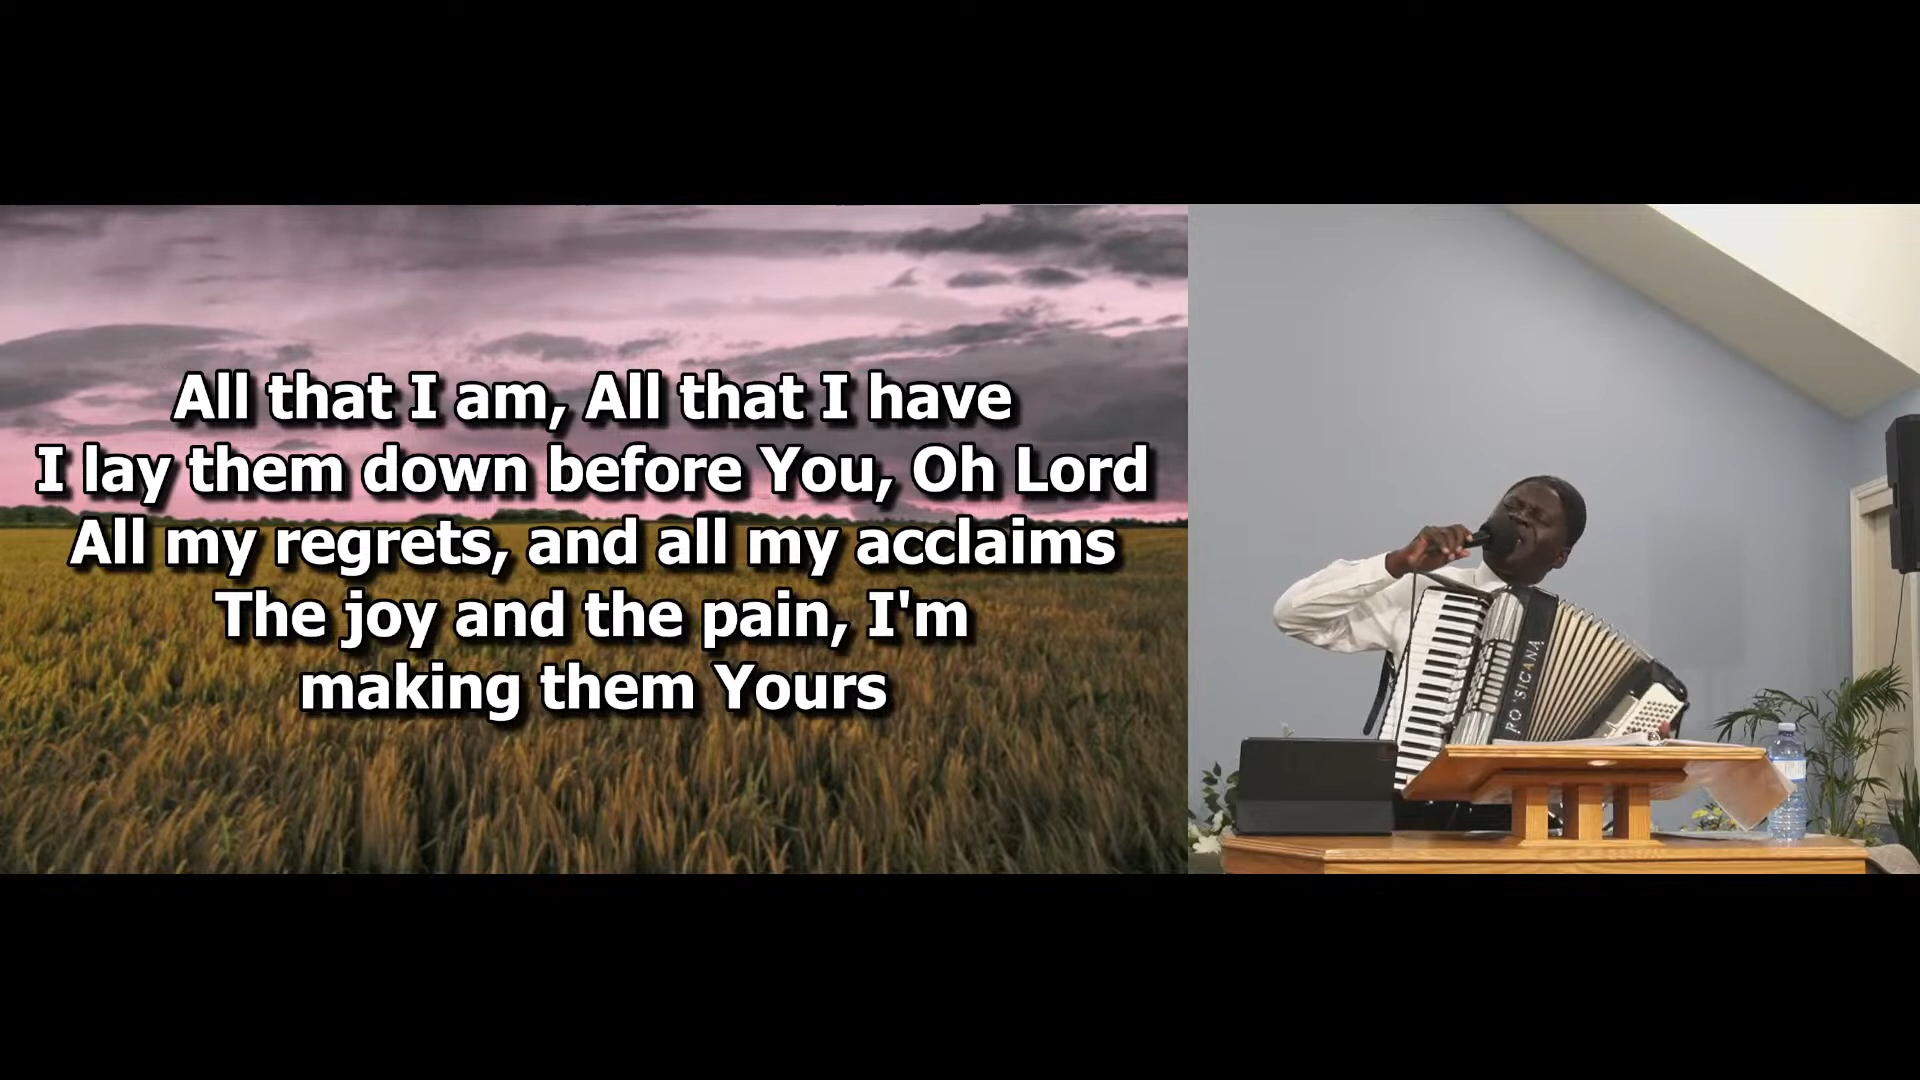 All that I am, All that I have
I lay them down before You, Oh Lord
All my regrets, and all my acclaims
The joy and the pain, I'm
making them Yours